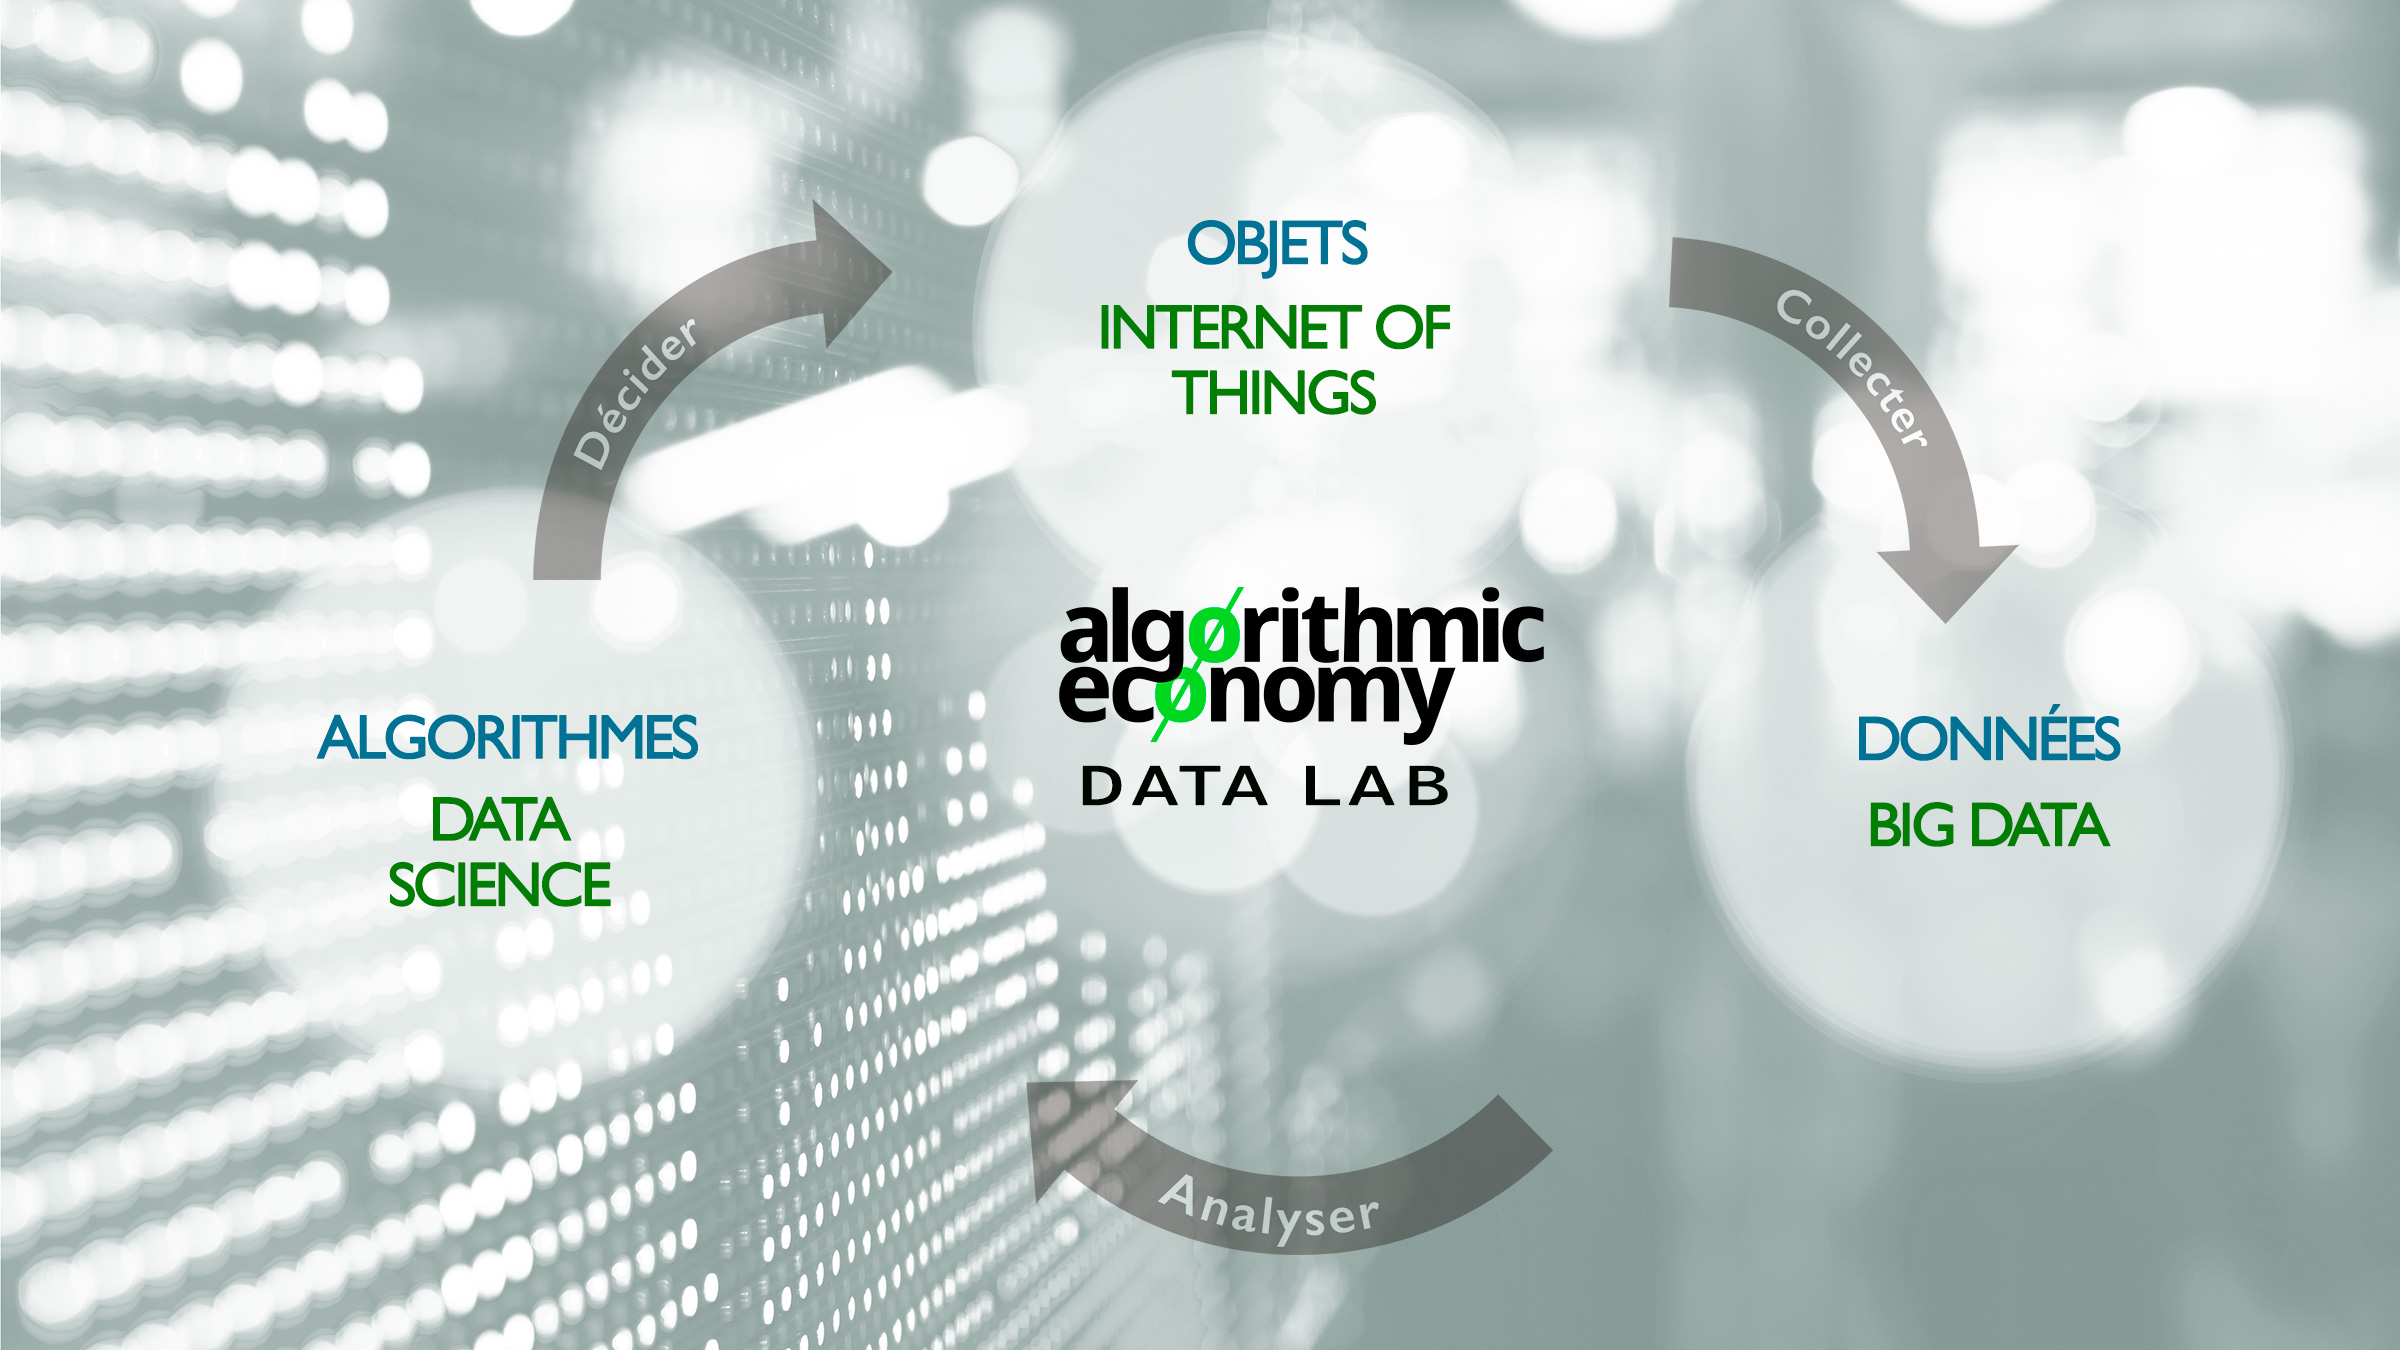 OBJETS
INTERNET OF
THINGS
Collecter
DONNÉES
BIG DATA
Analyser
ALGORITHMES
DATA
SCIENCE
Décider
algørithmic
ecønomy
DATA LAB